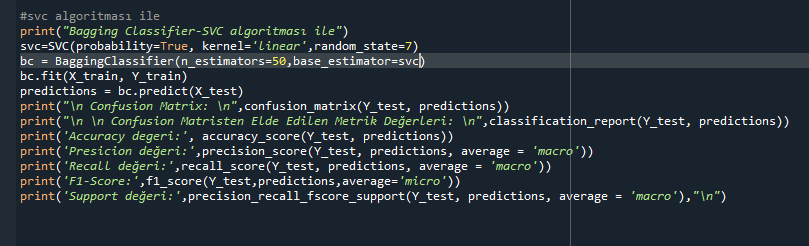 #svc algoritması ile
print("Bagging Classifier-SVC algoritması ile")
svc=SVC(probability=True, kernel='linear',random_state=7)
bc = BaggingClassifier(n_estimators=50,base_estimator=svc)
bc.fit(X_train, Y_train)
predictions = bc.predict(X_test)
print("\n Confusion Matrix: \n",confusion_matrix(Y_test, predictions))
print("\n \n Confusion Matristen Elde Edilen Metrik Değerleri: \n",classification_report(Y_test, predictions))
print('Accuracy degeri:', accuracy_score(Y_test, predictions))
print('Presicion değeri:',precision_score(Y_test, predictions, average = 'macro'))
print('Recall değeri:',recall_score(Y_test, predictions, average = 'macro'))
print('F1-Score:',f1_score(Y_test,predictions,average='micro'))
print('Support değeri:',precision_recall_fscore_support(Y_test, predictions, average = 'macro'),"\n")